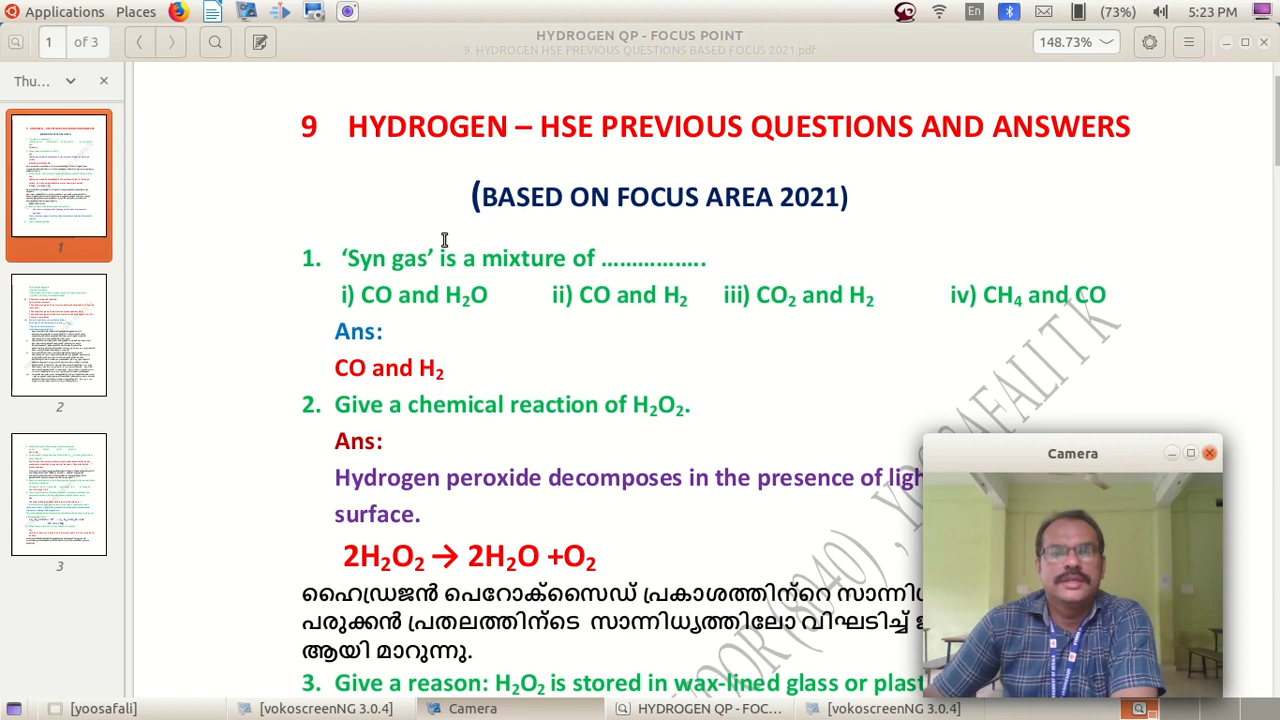 Applications Places En (73%) 5:23 PM
HYDROGEN QP - FOCUS POINT
9. HYDROGEN HSE PREVIOUS QUESTIONS BASED FOCUS 2021.pdf
1 of 3 148.73%
Thu...
9 HYDROGEN – HSE PREVIOUS QUESTIONS AND ANSWERS
(BASED ON FOCUS AREA 2021)
1. ‘Syn gas’ is a mixture of ……………..
i) CO and H₂O ii) CO and H₂ iii) CO₂ and H₂ iv) CH₄ and CO
Ans:
CO and H₂
2. Give a chemical reaction of H₂O₂.
Ans:
Hydrogen peroxide decomposes in the presence of
surface.
2H₂O₂ → 2H₂O +O₂
ഹൈഡ്രജൻ പെറോക്സൈഡ് പ്രകാശത്തിന്റെ
പരുക്കൻ പ്രതലത്തിന്ടെ സാന്നിധ്യത്തിലോ വിഘടിച്ച്
ആയി മാറുന്നു.
3. Give a reason: H₂O₂ is stored in wax-lined glass or
YOOSAFALI T K
(8040)
1
2
3
Camera
[yoosafali] [vokoscreenNG 3.0.4] Camera HYDROGEN QP - FOC... [vokoscreenNG 3.0.4]